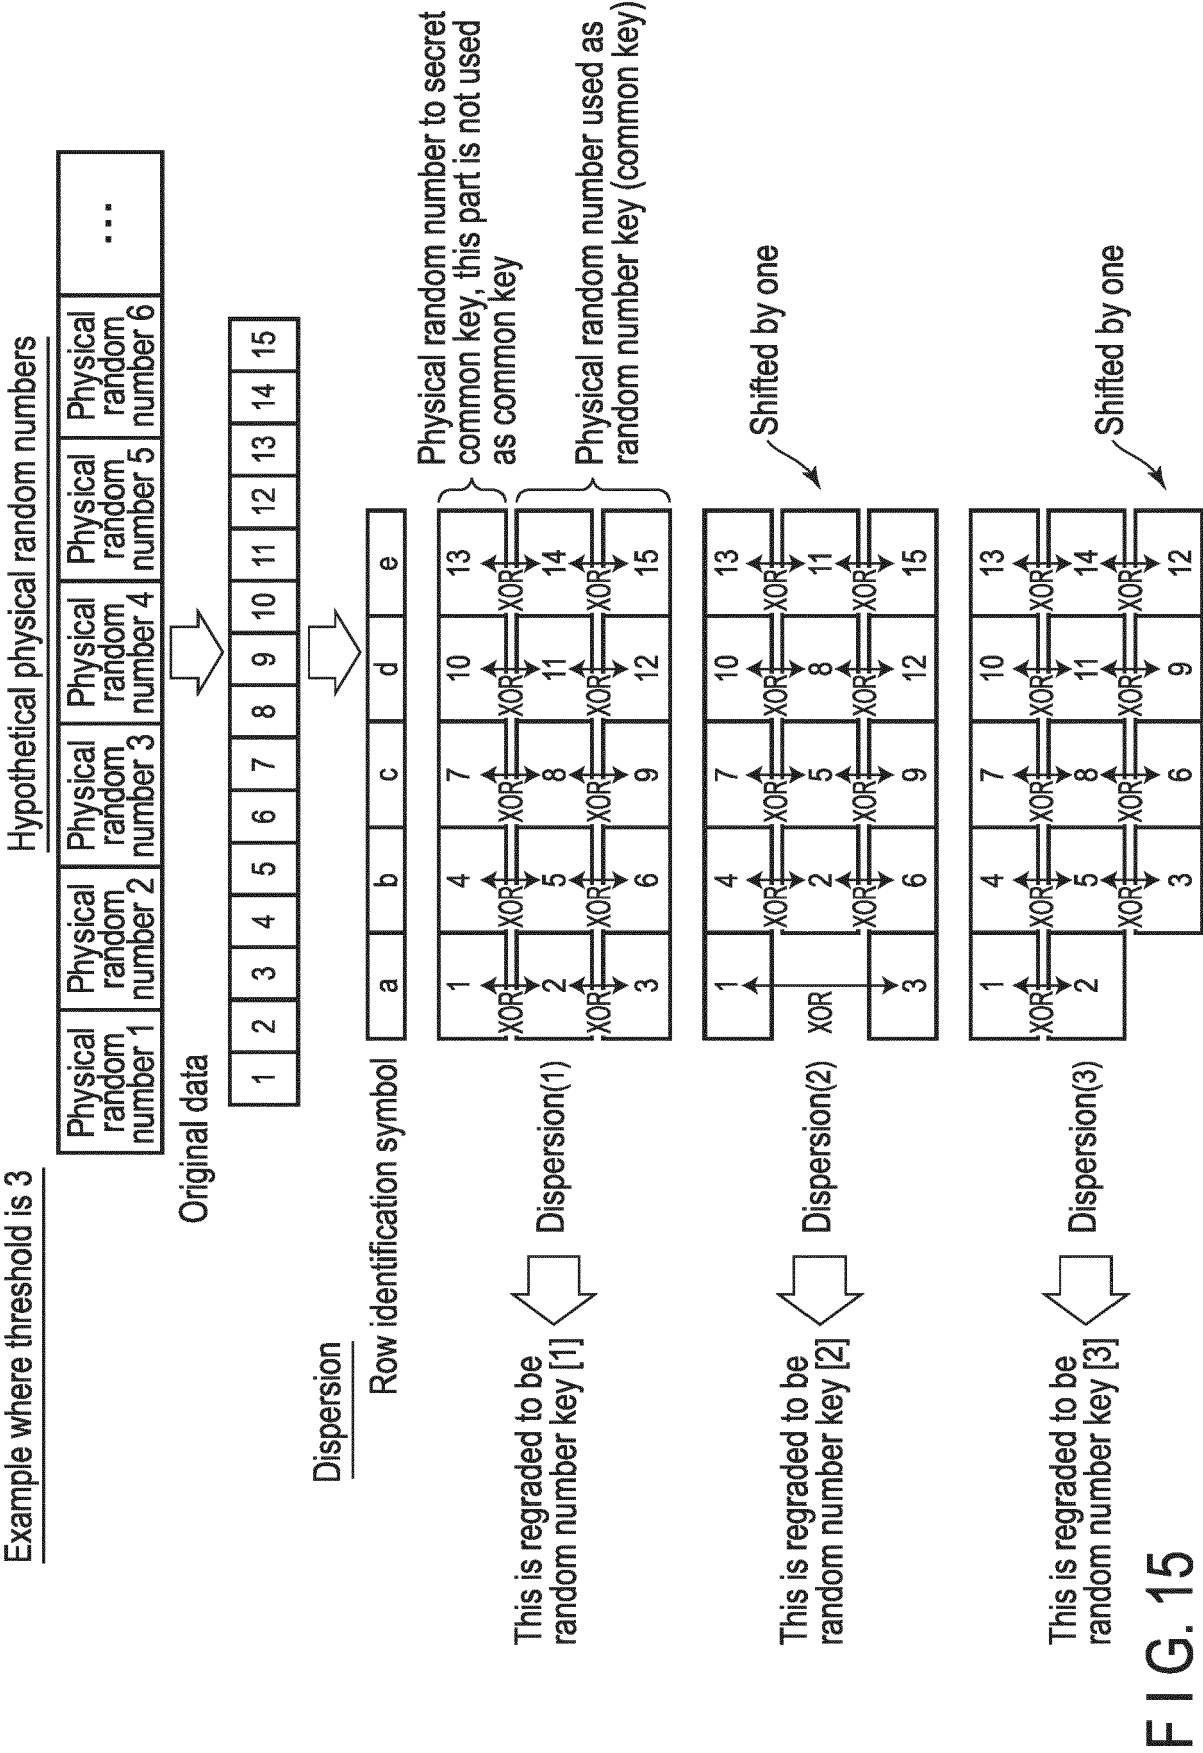 Example where threshold is 3
Hypothetical physical random numbers
Physical
random
number 1
Physical
random
number 2
Physical
random
number 3
Physical
random
number 4
Physical
random
number 5
Physical
random
number 6
...
Original data
1 2 3 4 5 6 7 8 9 10 11 12 13 14 15
Dispersion
Row identification symbol
a b c d e
Physical random number to secret
common key, this part is not used
as common key
Physical random number used as
random number key (common key)
This is regraded to be
random number key [1]
Dispersion(1)
1 4 7 10 13
XOR XOR XOR XOR XOR
2 5 8 11 14
XOR XOR XOR XOR XOR
3 6 9 12 15
This is regraded to be
random number key [2]
Dispersion(2)
Shifted by one
1 4 7 10 13
XOR XOR XOR XOR
XOR
2 5 8 11
XOR XOR XOR XOR
3 6 9 12 15
This is regraded to be
random number key [3]
Dispersion(3)
Shifted by one
1 4 7 10 13
XOR XOR XOR XOR XOR
2 5 8 11 14
XOR XOR XOR XOR
3 6 9 12
FIG. 15